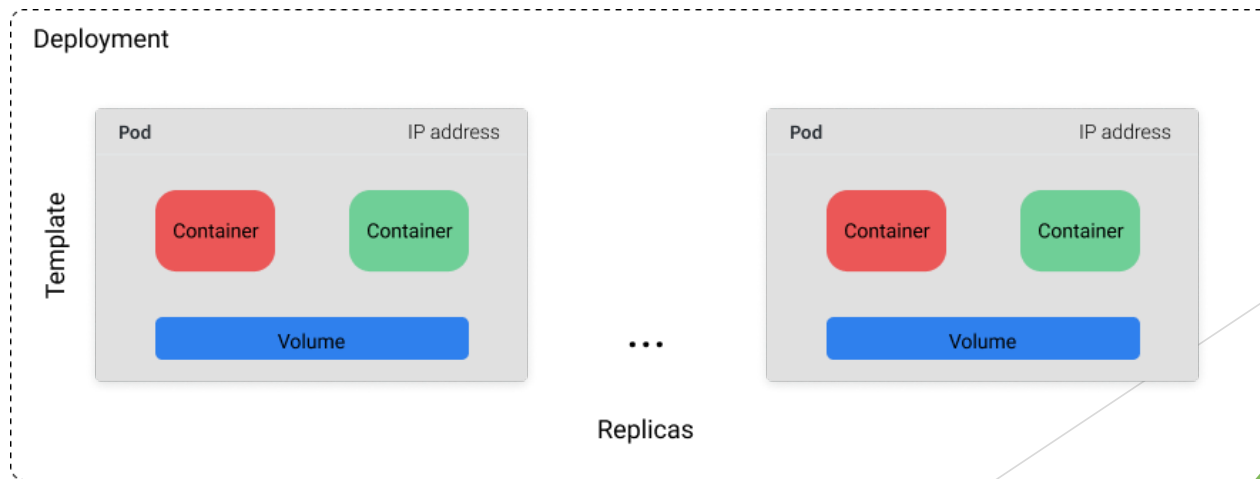 Deployment
Pod IP address
Pod IP address
Template
Container Container
Container Container
Volume
...
Volume
Replicas